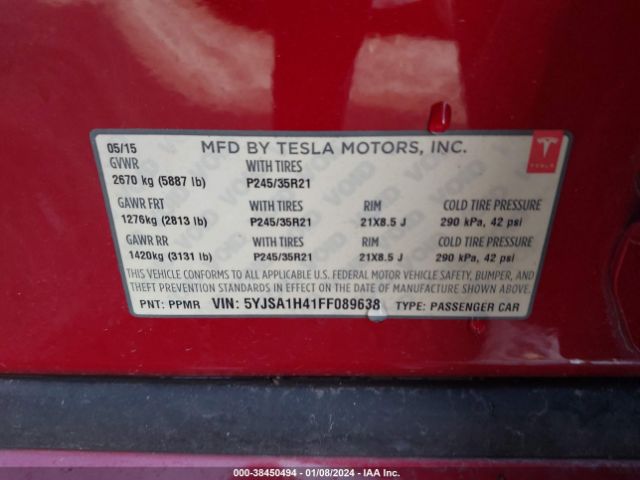 05/15 MFD BY TESLA MOTORS, INC.
GVWR WITH TIRES
2670 kg (5887 lb) P245/35R21
TESLA
GAWR FRT WITH TIRES RIM COLD TIRE PRESSURE
1276kg (2813 lb) P245/35R21 21X8.5 J 290 kPa, 42 psi
GAWR RR WITH TIRES RIM COLD TIRE PRESSURE
1420kg (3131 lb) P245/35R21 21X8.5 J 290 kPa, 42 psi
THIS VEHICLE CONFORMS TO ALL APPLICABLE U.S. FEDERAL MOTOR VEHICLE SAFETY, BUMPER, AND
THEFT PREVENTION STANDARDS IN EFFECT ON THE DATE OF MANUFACTURE SHOWN ABOVE.
PNT: PPMR VIN: 5YJSA1H41FF089638 TYPE: PASSENGER CAR
000-38450494 - 01/08/2024 - IAA Inc.